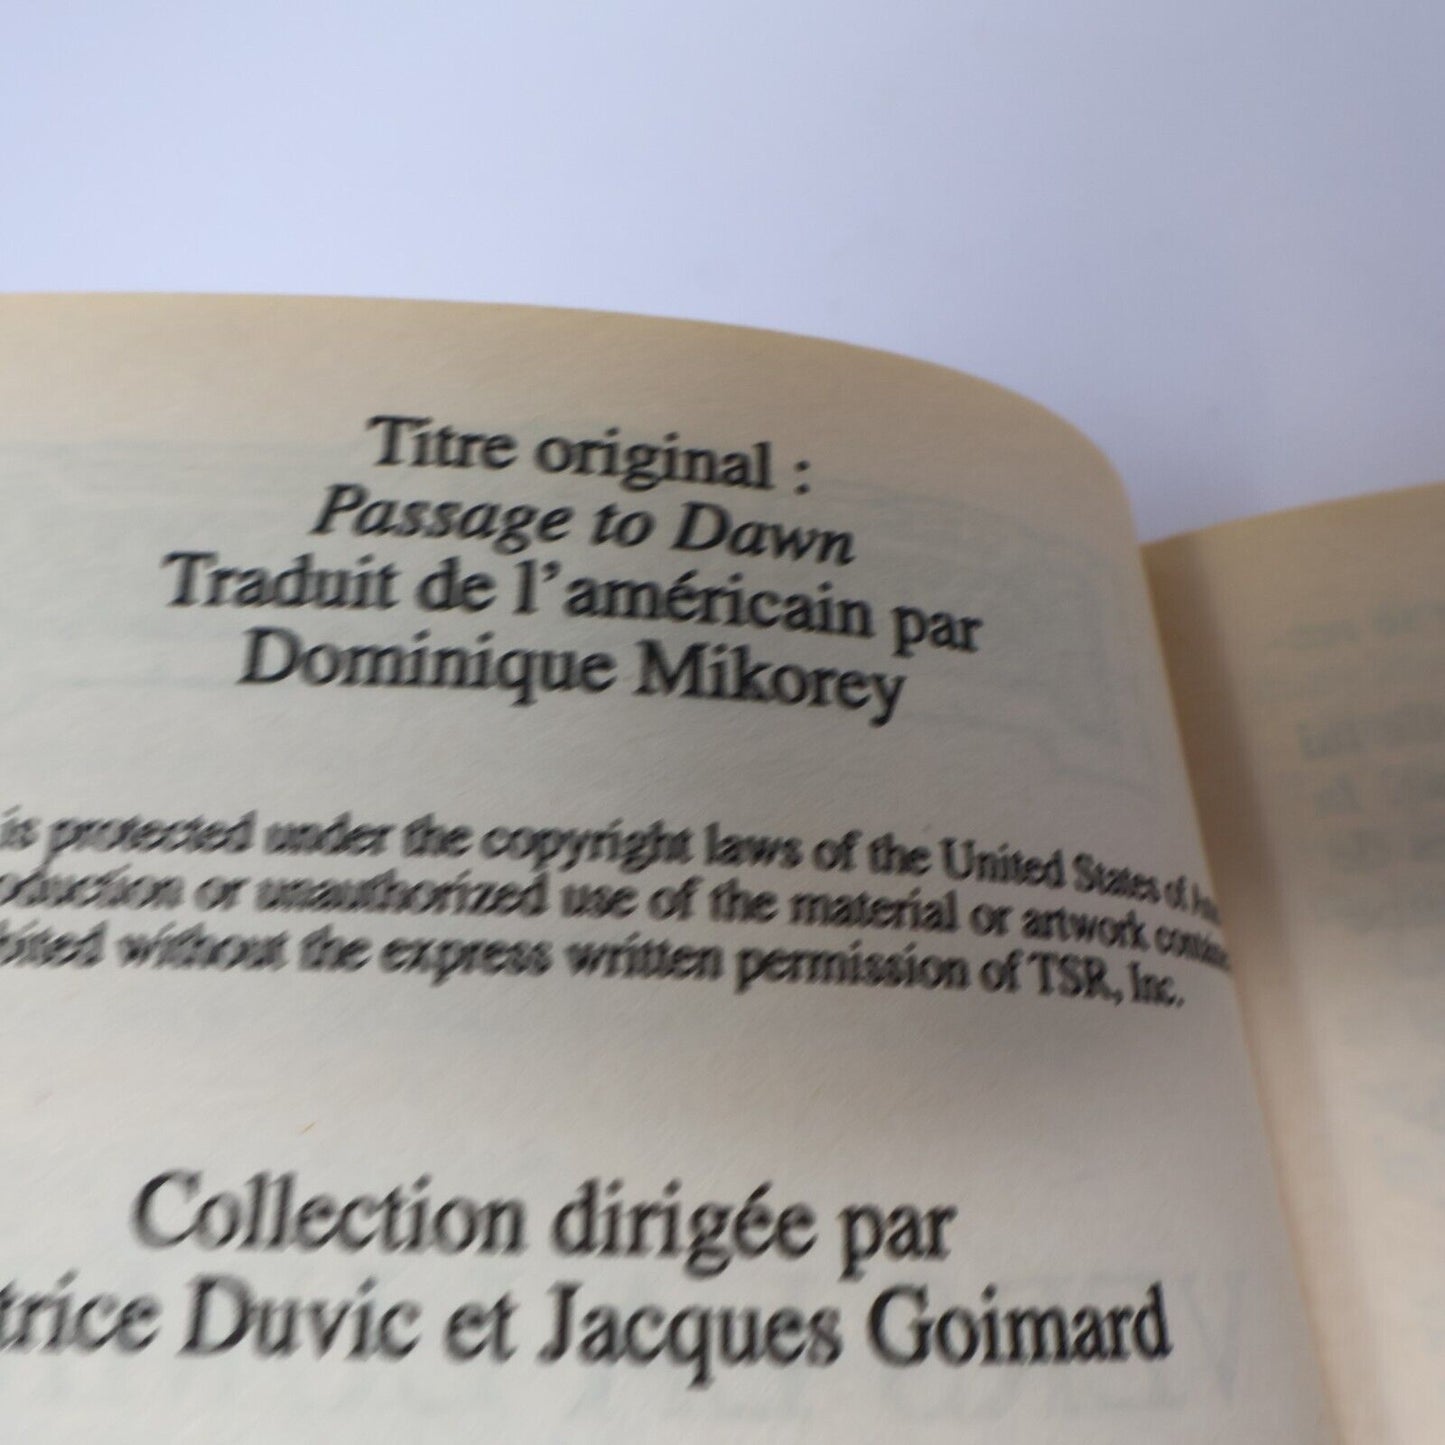 Titre original :
Passage to Dawn
Traduit de l’américain par
Dominique Mikorey
is protected under the copyright laws of the United States of
or unauthorized use of the material or artwork
without the express written permission of TSR, Inc.
Collection dirigée par
trice Duvic et Jacques Goimard